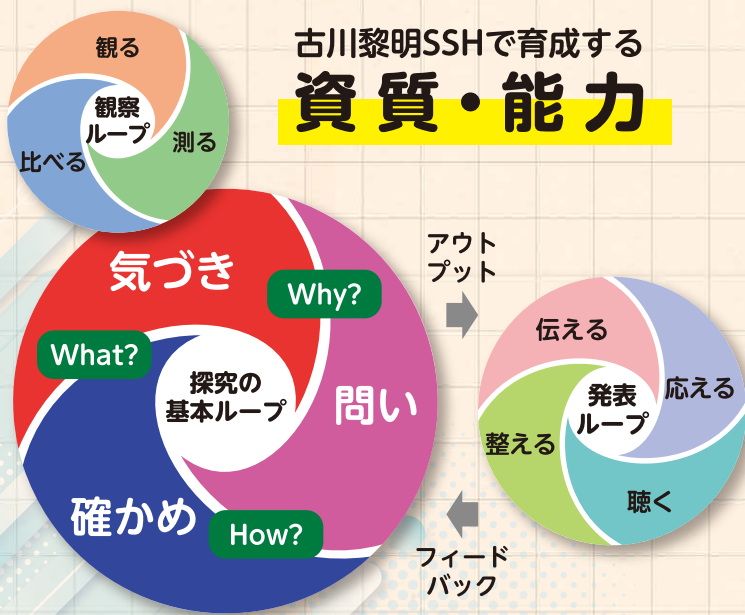 古川黎明SSHで育成する
資質・能力
観る
観察
ループ
測る
比べる
気づき
Why?
What?
探究の
基本ループ
問い
確かめ
How?
アウト
プット
伝える
応える
発表
ループ
整える
聴く
フィード
バック